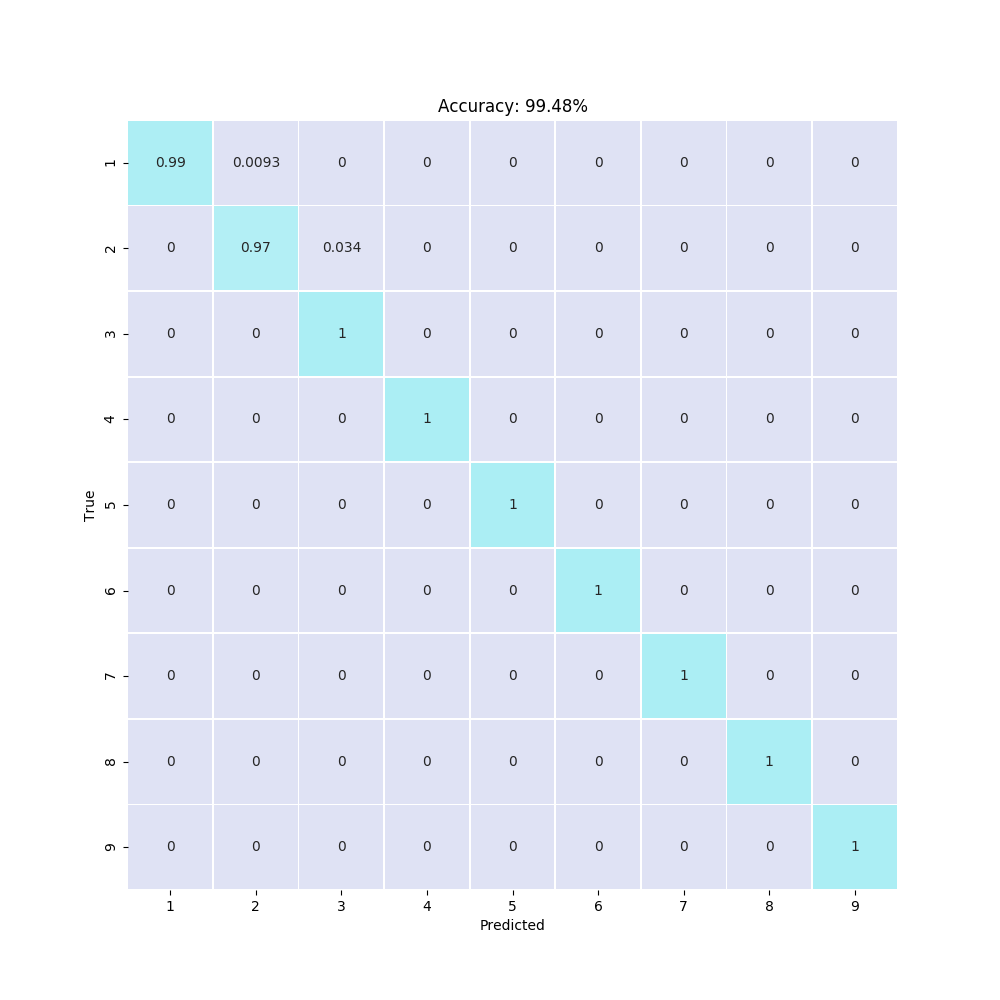 Accuracy: 99.48%
1 0.99 0.0093 0 0 0 0 0 0 0
2 0 0.97 0.034 0 0 0 0 0 0
3 0 0 1 0 0 0 0 0 0
4 0 0 0 1 0 0 0 0 0
True
5 0 0 0 0 1 0 0 0 0
6 0 0 0 0 0 1 0 0 0
7 0 0 0 0 0 0 1 0 0
8 0 0 0 0 0 0 0 1 0
9 0 0 0 0 0 0 0 0 1
1 2 3 4 5 6 7 8 9
Predicted